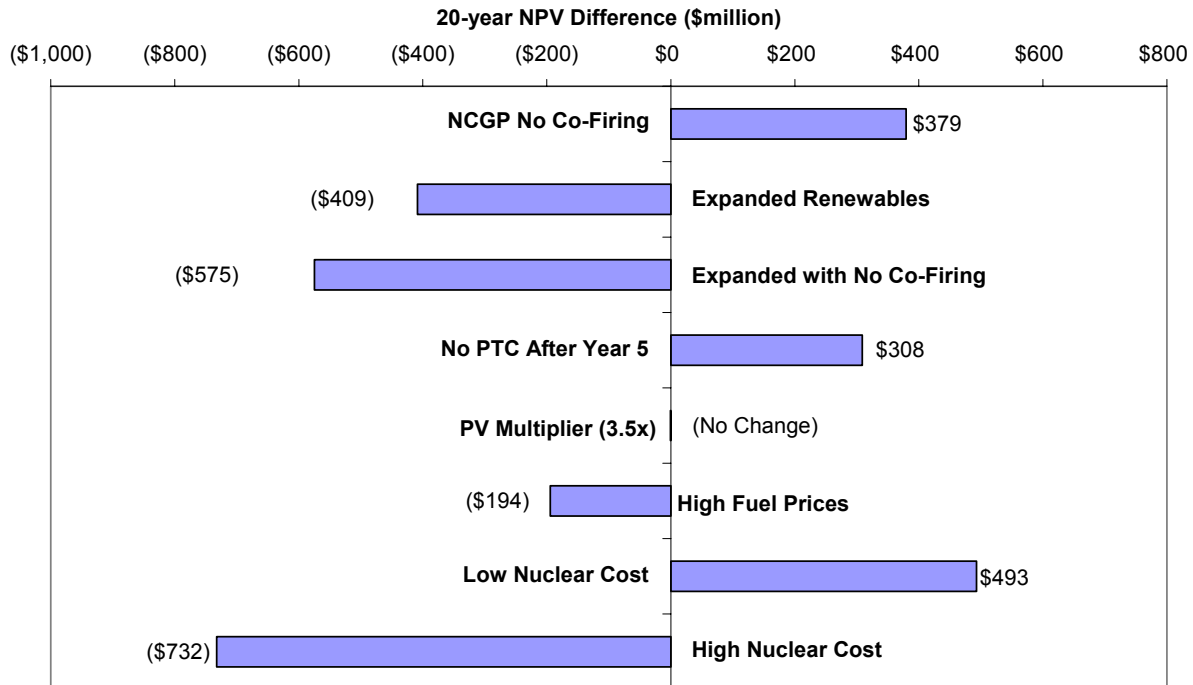 20-year NPV Difference ($million)
($1,000) ($800) ($600) ($400) ($200) $0 $200 $400 $600 $800
NCGP No Co-Firing $379
($409) Expanded Renewables
($575) Expanded with No Co-Firing
No PTC After Year 5 $308
PV Multiplier (3.5x) (No Change)
($194) High Fuel Prices
Low Nuclear Cost $493
($732) High Nuclear Cost